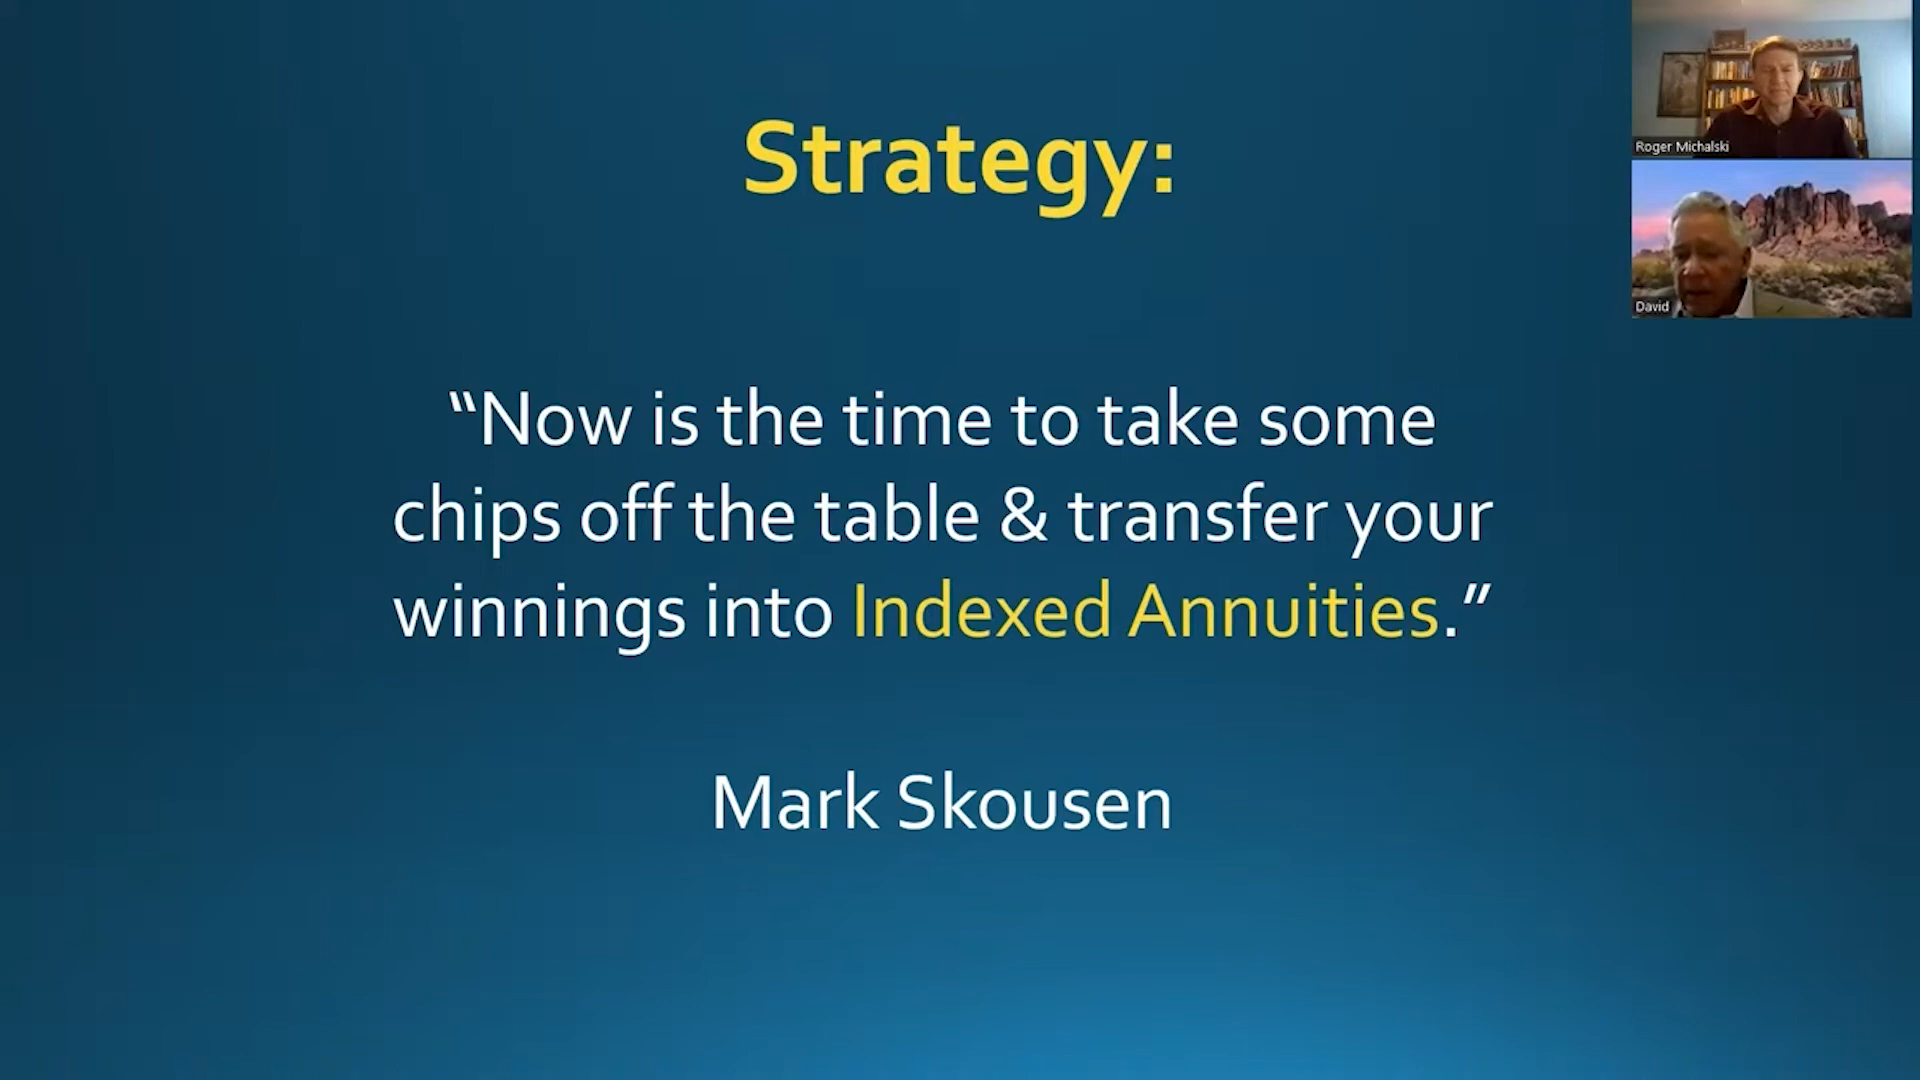 Strategy:
“Now is the time to take some
chips off the table & transfer your
winnings into Indexed Annuities.”
Mark Skousen
Roger Michalski
David